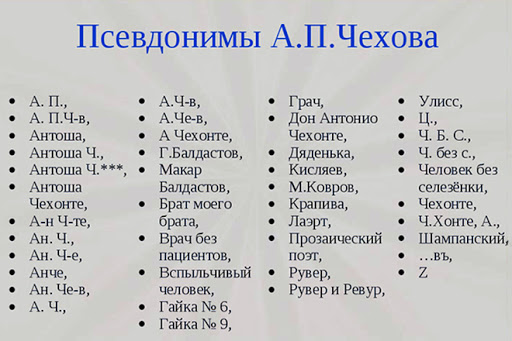 Псевдонимы А.П.Чехова
• А. П.,
• А. П.Ч-в,
• Антоша,
• Антоша Ч.,
• Антоша Ч.***,
• Антоша
Чехонте,
• А-н Ч-те,
• Ан. Ч.,
• Ан. Ч-е,
• Анче,
• Ан. Че-в,
• А. Ч.,
• А.Ч-в,
• А.Че-в,
• А Чехонте,
• Г.Балдастов,
• Макар
Балдастов,
• Брат моего
брата,
• Врач без
пациентов,
• Вспыльчивый
человек,
• Гайка № 6,
• Гайка № 9,
• Грач,
• Дон Антонио
Чехонте,
• Дяденька,
• Кисляев,
• М.Ковров,
• Крапива,
• Лаэрт,
• Прозаический
поэт,
• Рувер,
• Рувер и Ревур,
• Улисс,
• Ц.,
• Ч. Б. С.,
• Ч. без с.,
• Человек без
селезёнки,
• Чехонте,
• Ч.Хонте, А.,
• Шампанский,
• …въ,
• Z